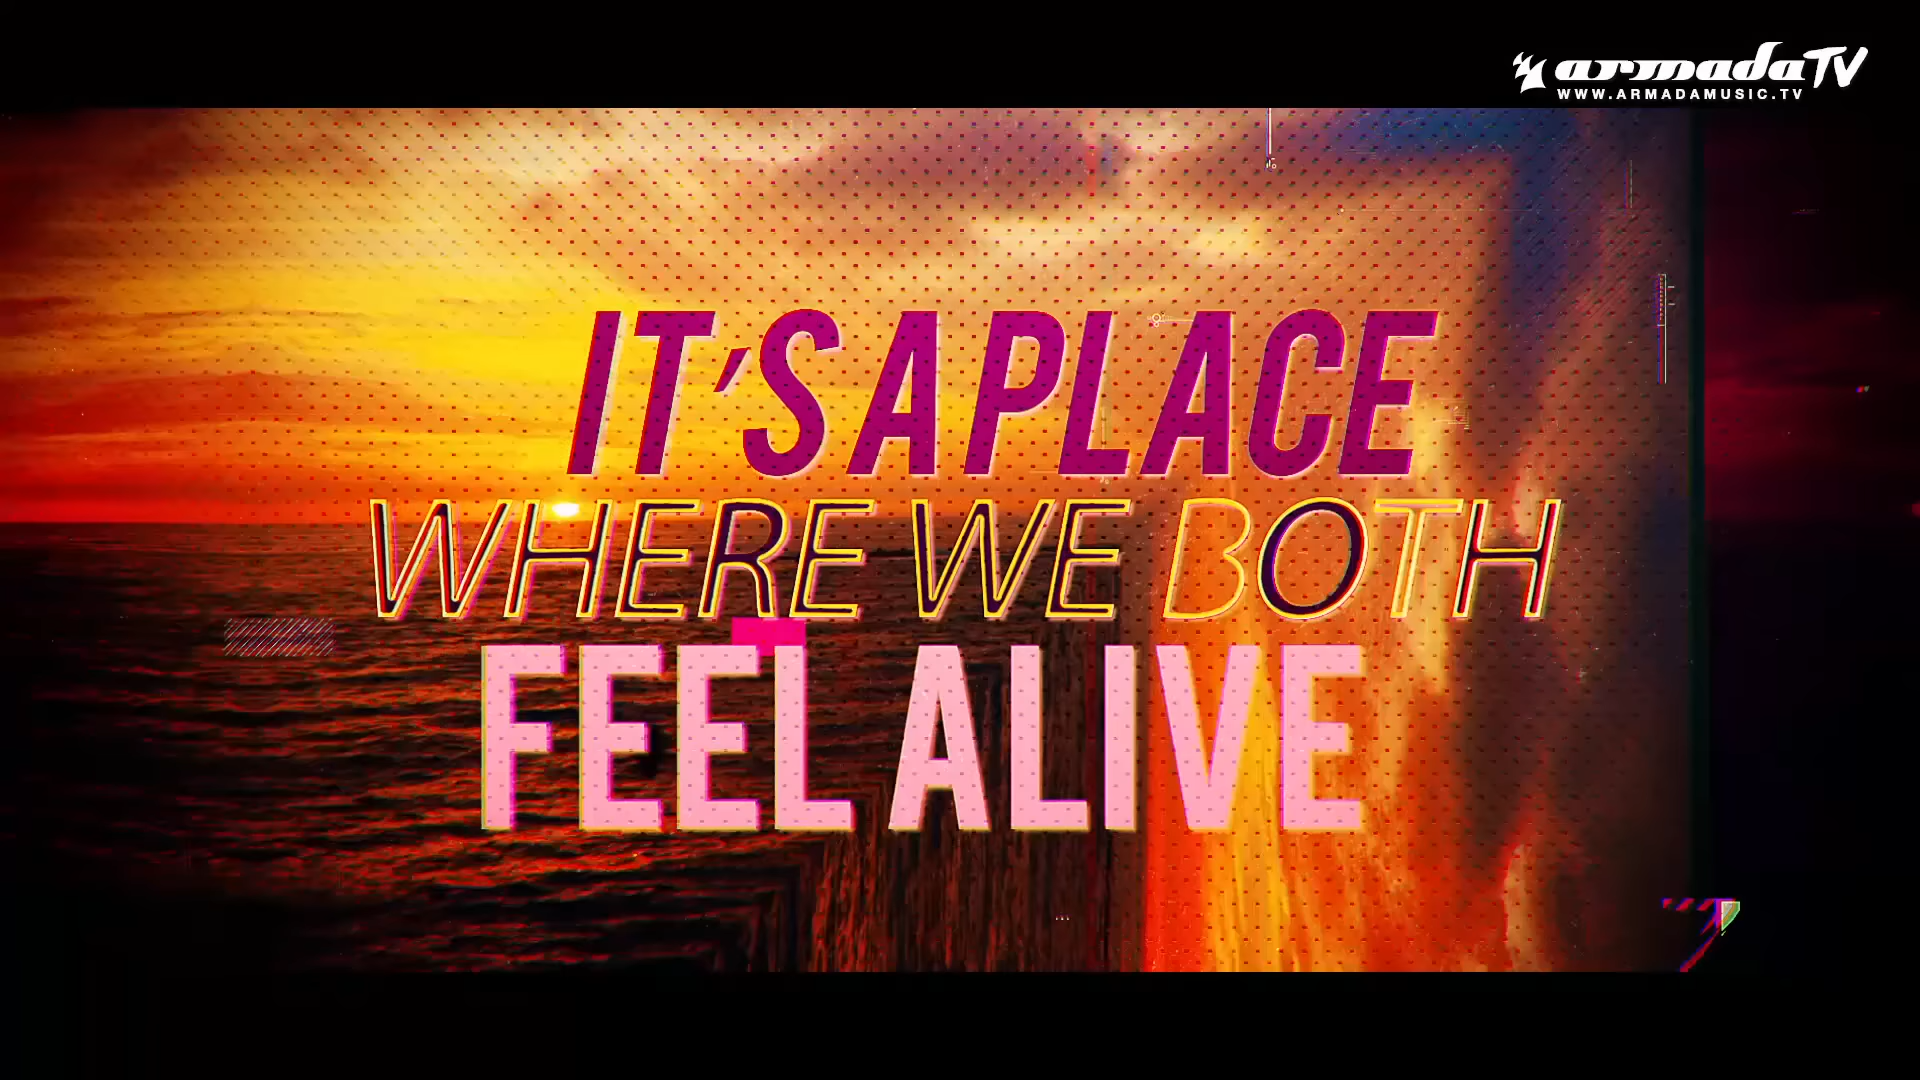 armadaTV
WWW.ARMADAMUSIC.TV
IT'S A PLACE
WHERE WE BOTH
FEEL ALIVE